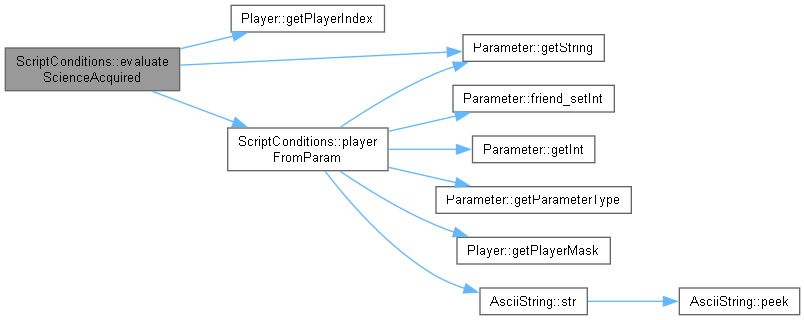 Player::getPlayerIndex
ScriptConditions::evaluate
ScienceAcquired
Parameter::getString
Parameter::friend_setInt
ScriptConditions::player
FromParam
Parameter::getInt
Parameter::getParameterType
Player::getPlayerMask
AsciiString::str
AsciiString::peek